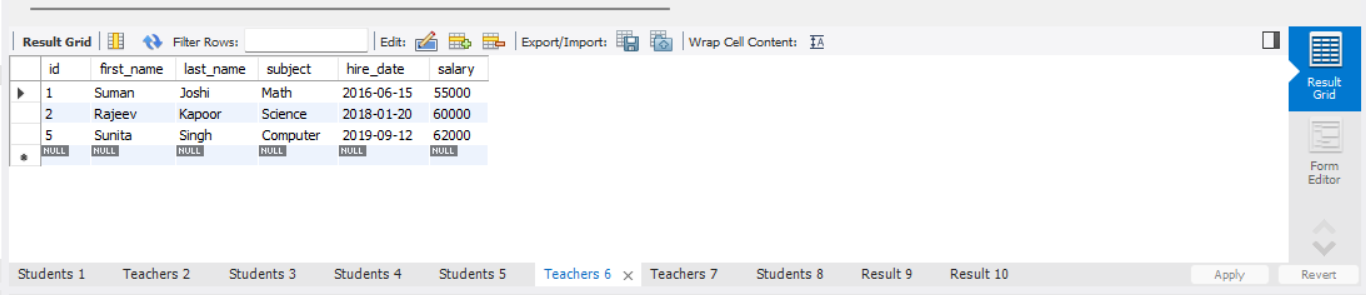 Result Grid Filter Rows: Edit: Export/Import: Wrap Cell Content: IA
id first_name last_name subject hire_date salary
1 Suman Joshi Math 2016-06-15 55000
2 Rajeev Kapoor Science 2018-01-20 60000
5 Sunita Singh Computer 2019-09-12 62000
NULL NULL NULL NULL NULL NULL
Result
Grid
Form
Editor
Students 1 Teachers 2 Students 3 Students 4 Students 5 Teachers 6 × Teachers 7 Students 8 Result 9 Result 10 Apply Revert